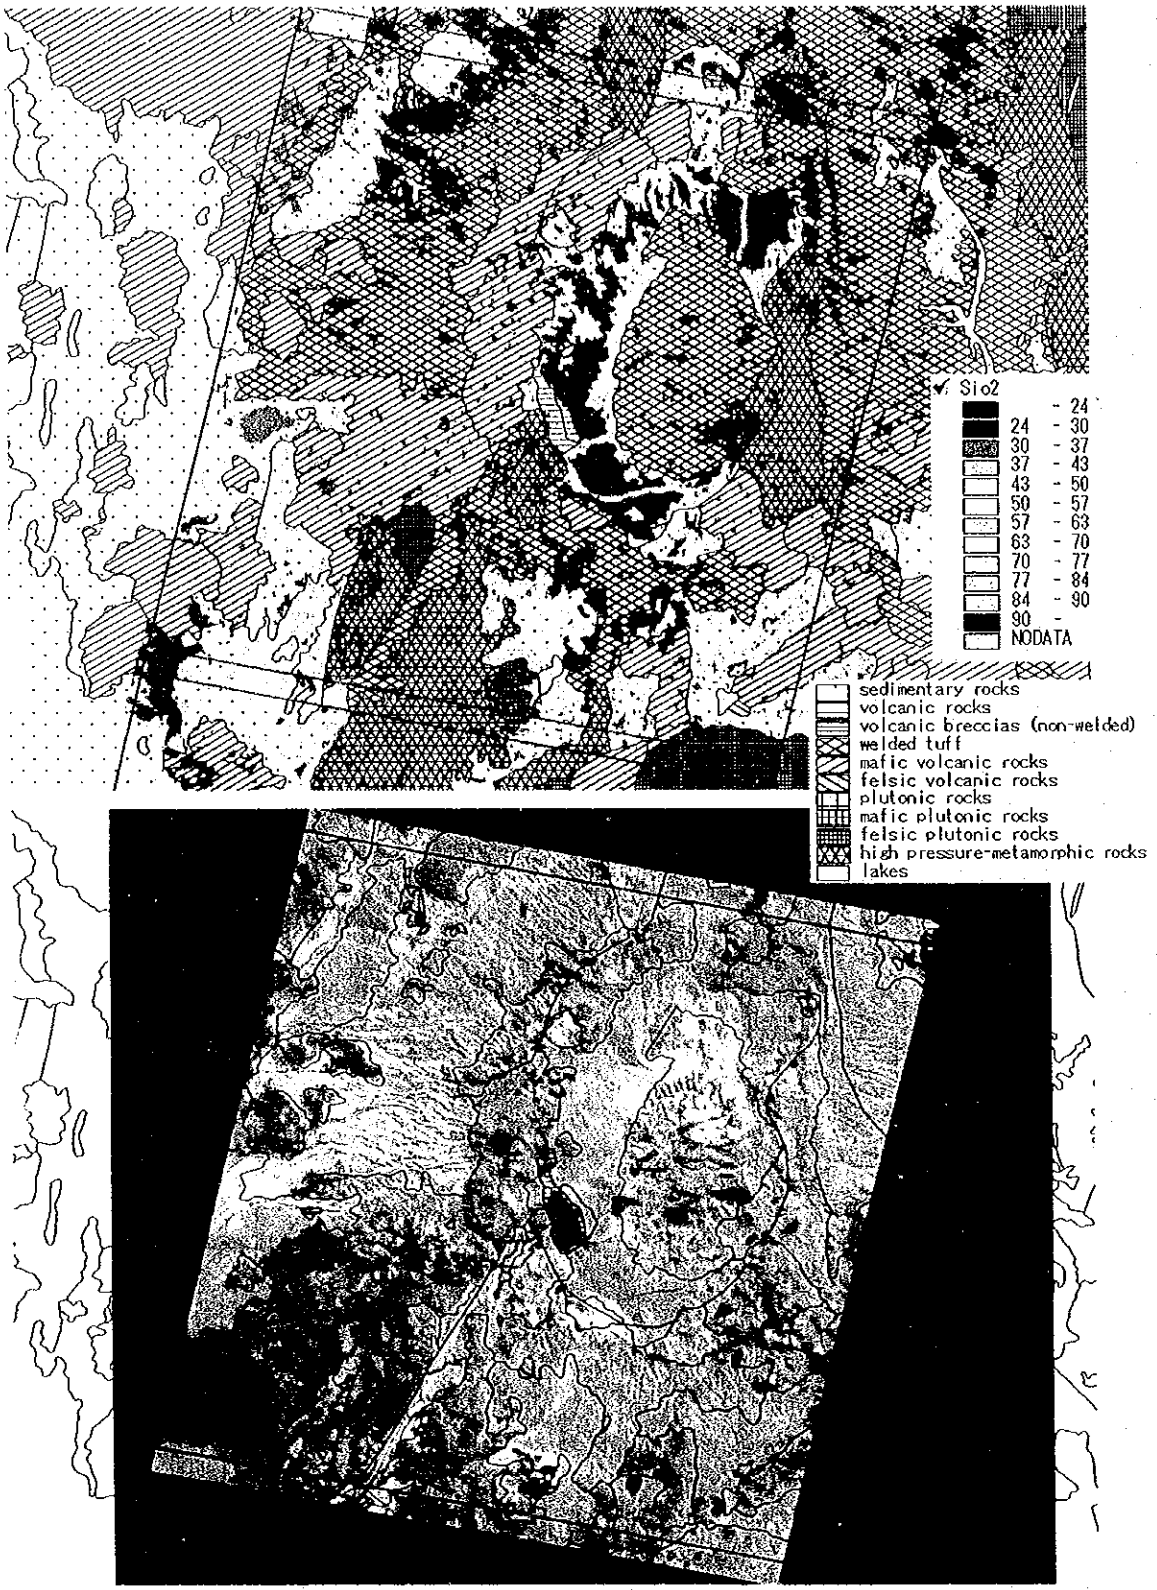 ✓ Sio2
- 24
24 - 30
30 - 37
37 - 43
43 - 50
50 - 57
57 - 63
63 - 70
70 - 77
77 - 84
84 - 90
90 -
NODATA
sedimentary rocks
volcanic rocks
volcanic breccias (non-welded)
welded tuff
mafic volcanic rocks
felsic volcanic rocks
plutonic rocks
mafic plutonic rocks
felsic plutonic rocks
high pressure-metamorphic rocks
lakes